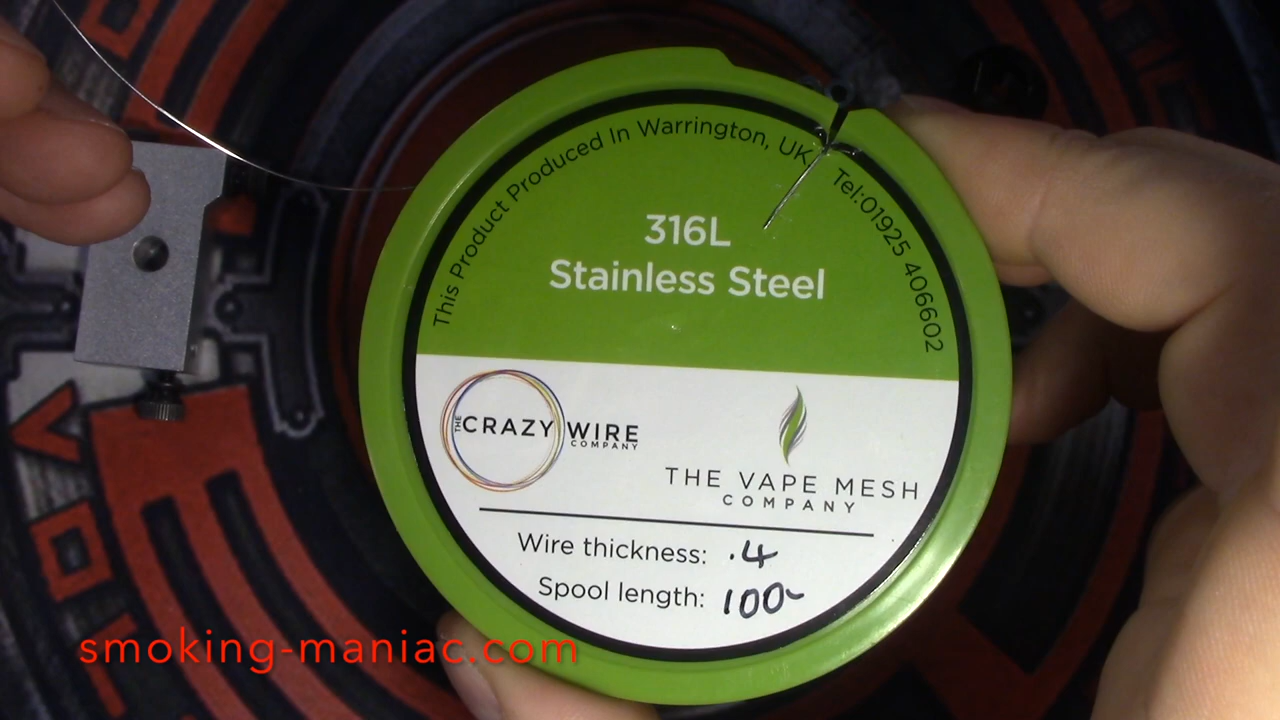 This Product Produced In Warrington, UK
Tel:01925 406602
316L
Stainless Steel
THE CRAZY WIRE
COMPANY
THE VAPE MESH
COMPANY
Wire thickness: .4
Spool length: 100
smoking-maniac.com